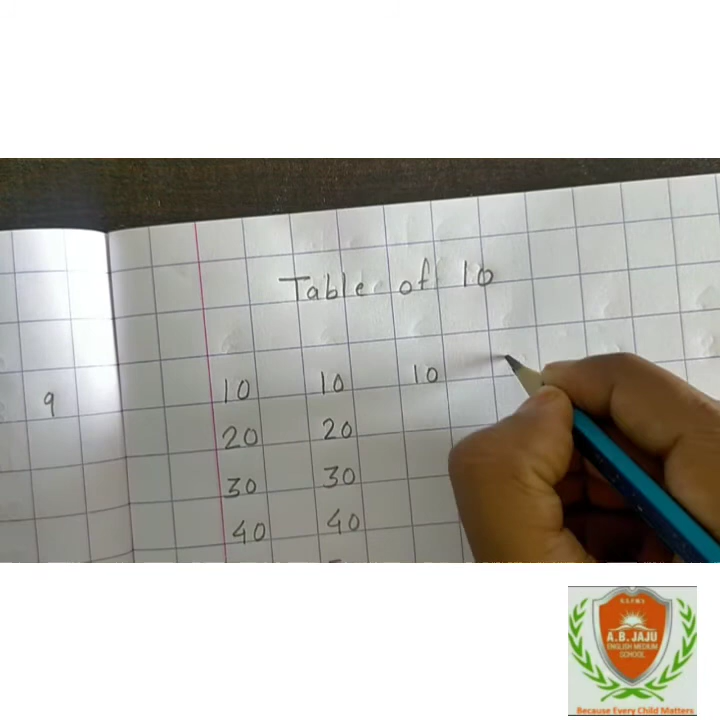 Table of 10
9
10 10 10
20 20
30 30
40 40
A.B.JAJU
ENGLISH MEDIUM
SCHOOL
Because Every Child Matters